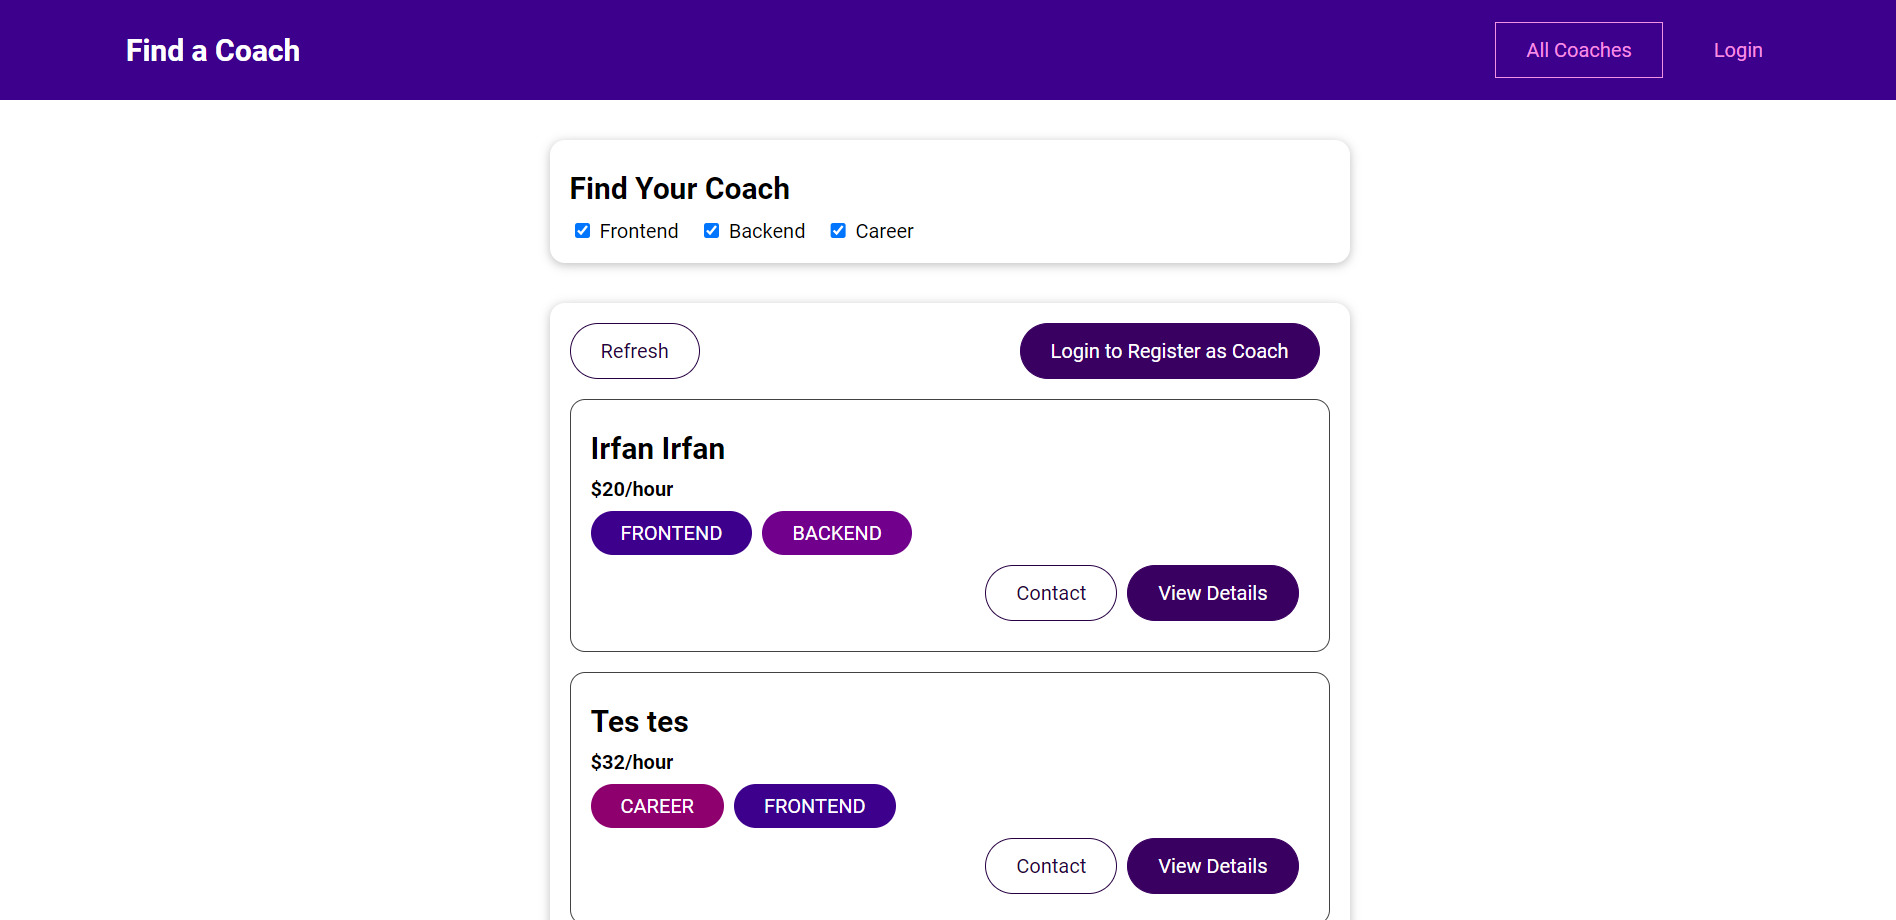 Find a Coach
All Coaches
Login
Find Your Coach
Frontend Backend Career
Refresh
Login to Register as Coach
Irfan Irfan
$20/hour
FRONTEND BACKEND
Contact View Details
Tes tes
$32/hour
CAREER FRONTEND
Contact View Details